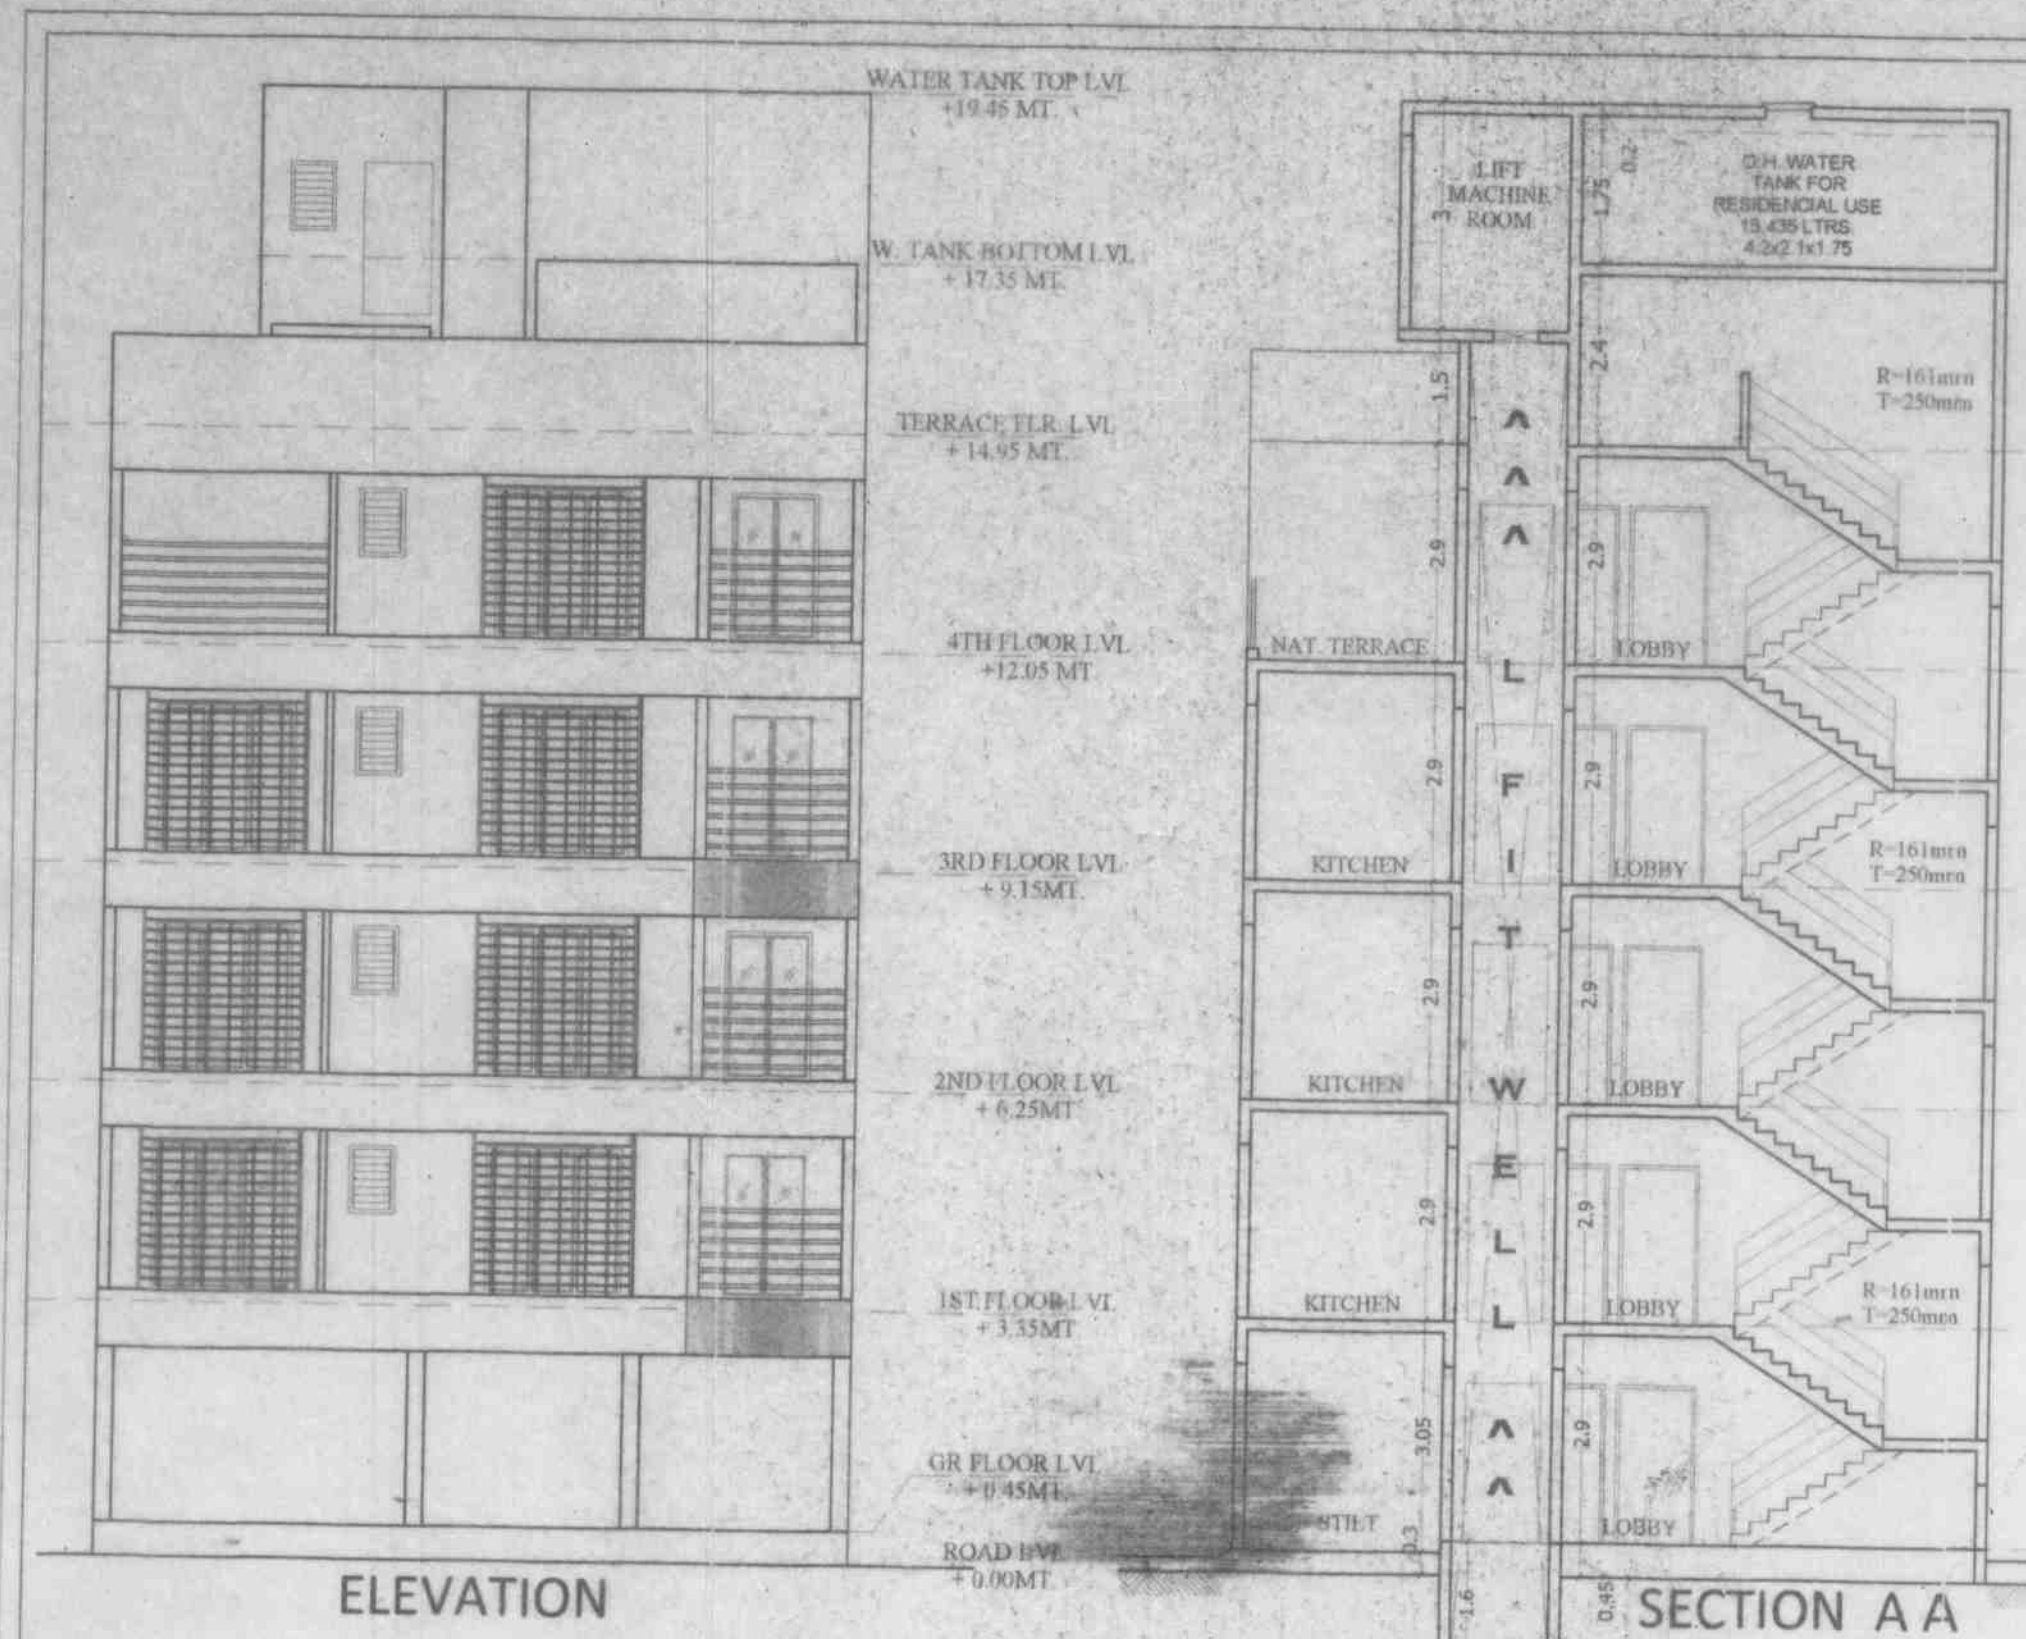 WATER TANK TOP LVL
+19.45 MT.
W. TANK BOTTOM LVL
+ 17.35 MT.
TERRACE FLR. LVL
+ 14.95 MT.
4TH FLOOR LVL
+12.05 MT
3RD FLOOR LVL
+ 9.15MT.
2ND FLOOR LVL
+ 6.25MT
1ST.FLOOR LVL
+ 3.35MT
GR FLOOR LVL
+ 0.45MT.
ROAD LVL
+ 0.00MT
ELEVATION
LIFT
MACHINE
ROOM
3
1.75
0.2
O.H. WATER
TANK FOR
RESIDENCIAL USE
15.435 LTRS.
4.2x2.1x1.75
1.5
2.4
R=161mm
T=250mm
2.9
2.9
NAT. TERRACE
LOBBY
2.9
2.9
KITCHEN
LOBBY
R=161mm
T=250mm
2.9
2.9
KITCHEN
LOBBY
2.9
2.9
KITCHEN
LOBBY
R=161mm
T=250mm
3.05
2.9
STILT
0.3
LOBBY
LIFT WELL
1.6
0.45
SECTION A A